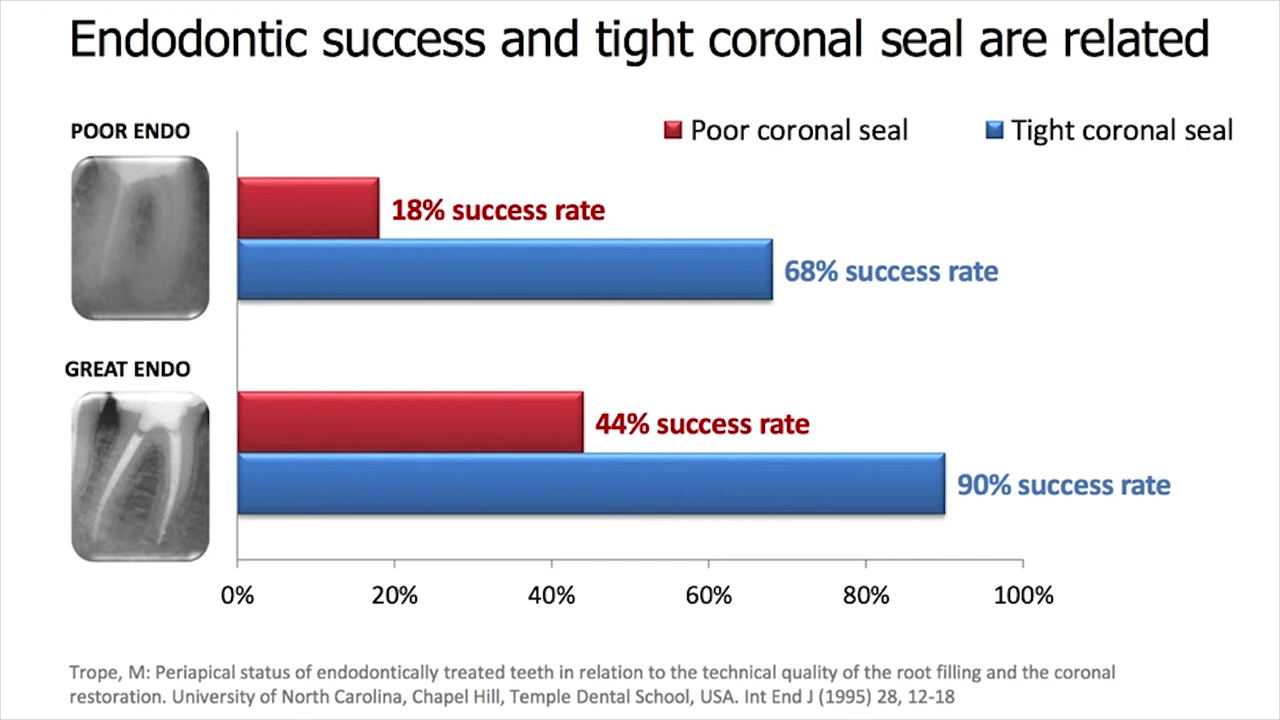 Endodontic success and tight coronal seal are related
POOR ENDO
Poor coronal seal
Tight coronal seal
18% success rate
68% success rate
GREAT ENDO
44% success rate
90% success rate
0%
20%
40%
60%
80%
100%
Trope, M: Periapical status of endodontically treated teeth in relation to the technical quality of the root filling and the coronal
restoration. University of North Carolina, Chapel Hill, Temple Dental School, USA. Int End J (1995) 28, 12-18